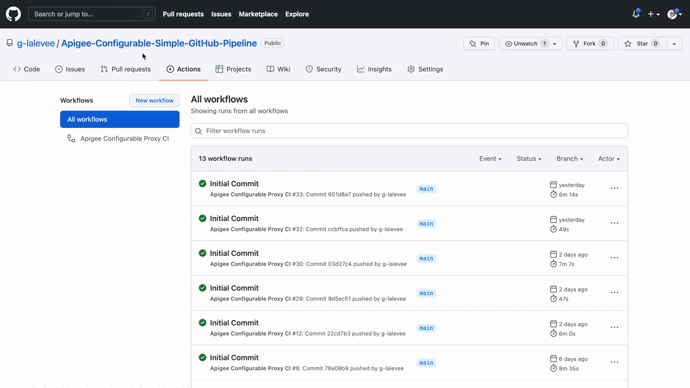 Search or jump to... /
Pull requests Issues Marketplace Explore
g-lalevee / Apigee-Configurable-Simple-GitHub-Pipeline Public
Pin Unwatch 1 Fork 0 Star 0
Code Issues Pull requests Actions Projects Wiki Security Insights Settings
Workflows New workflow
All workflows
Apigee Configurable Proxy CI
All workflows
Showing runs from all workflows
Filter workflow runs
13 workflow runs Event Status Branch Actor
Initial Commit
Apigee Configurable Proxy CI #33: Commit 601d8a7 pushed by g-lalevee
main
yesterday
6m 14s
Initial Commit
Apigee Configurable Proxy CI #32: Commit ccbffca pushed by g-lalevee
main
yesterday
49s
Initial Commit
Apigee Configurable Proxy CI #30: Commit 03d27c4 pushed by g-lalevee
main
2 days ago
7m 7s
Initial Commit
Apigee Configurable Proxy CI #29: Commit 9d5ac51 pushed by g-lalevee
main
2 days ago
47s
Initial Commit
Apigee Configurable Proxy CI #12: Commit 22cd7b3 pushed by g-lalevee
main
2 days ago
6m 0s
Initial Commit
Apigee Configurable Proxy CI #8: Commit 78a08b9 pushed by g-lalevee
main
6 days ago
8m 35s